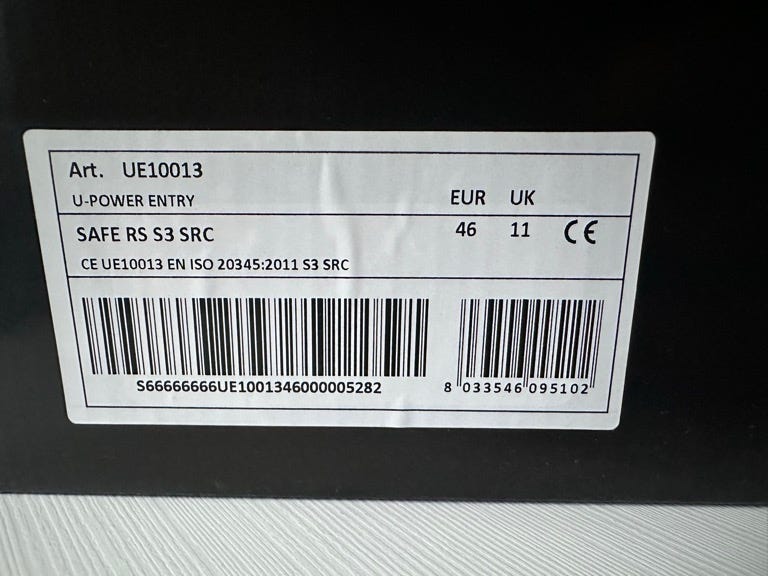 Art. UE10013
U-POWER ENTRY
EUR UK
SAFE RS S3 SRC
46 11 CE
CE UE10013 EN ISO 20345:2011 S3 SRC
S66666666UE1001346000005282
8 033546 095102